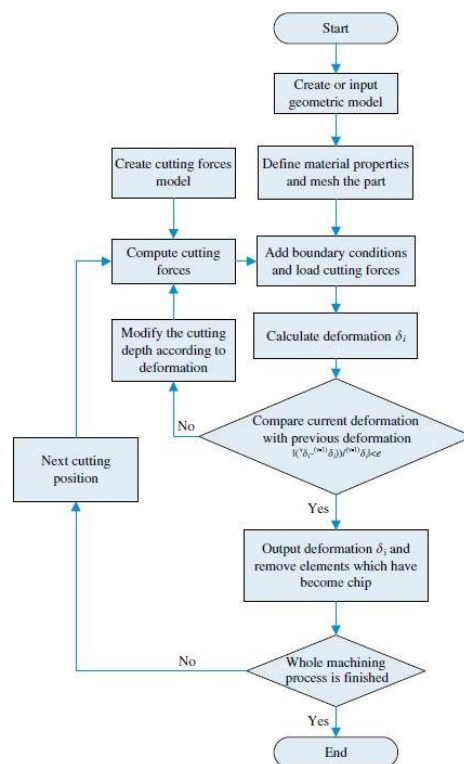 Start
Create or input
geometric model
Create cutting forces
model
Define material properties
and mesh the part
Compute cutting
forces
Add boundary conditions
and load cutting forces
Modify the cutting
depth according to
deformation
Calculate deformation δi
No
Compare current deformation
with previous deformation
Next cutting
position
Yes
Output deformation δi and
remove elements which have
become chip
No
Whole machining
process is finished
Yes
End